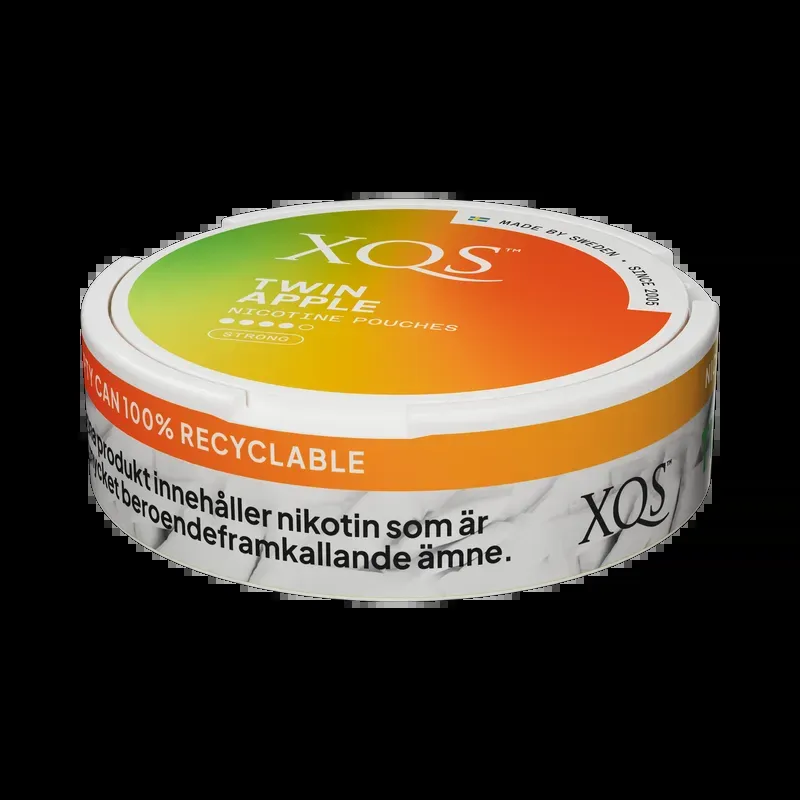 XQS™
MADE BY SWEDEN • SINCE 2005
TWIN
APPLE
NICOTINE POUCHES
STRONG
CAN 100% RECYCLABLE
produkt innehåller nikotin som är
mycket beroendeframkallande ämne.
XQS™